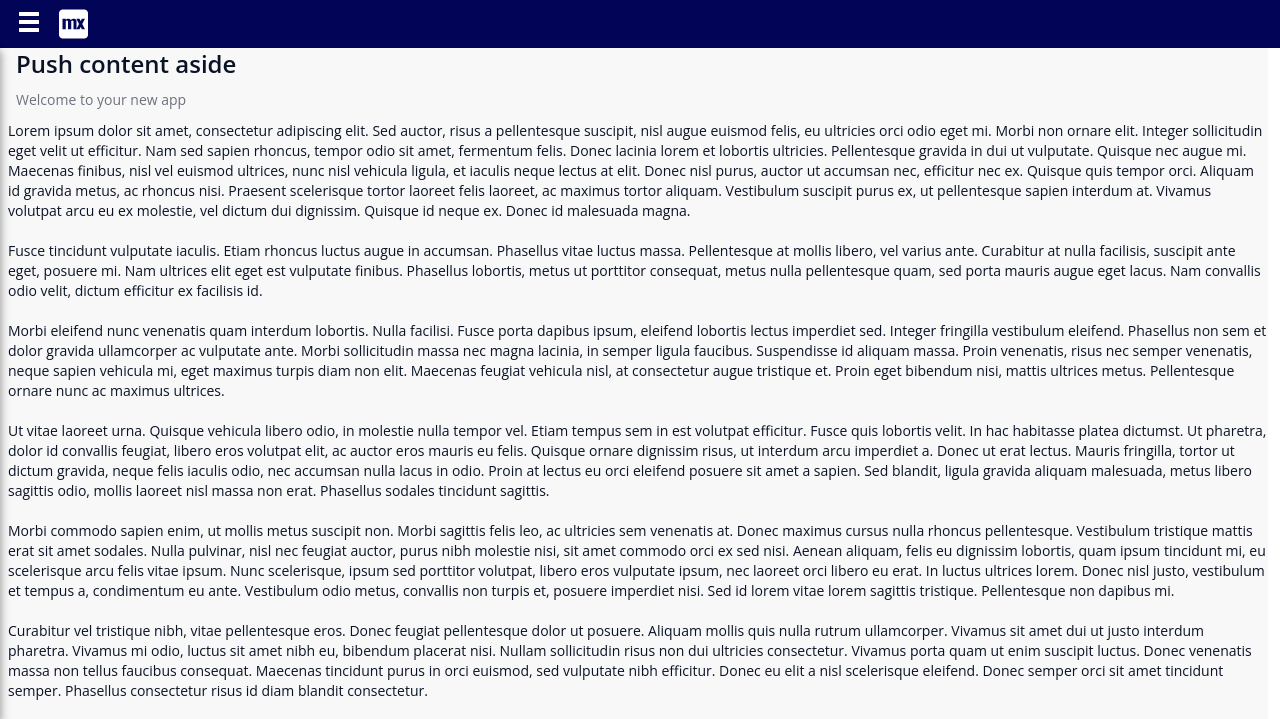 mx
Push content aside
Welcome to your new app
Lorem ipsum dolor sit amet, consectetur adipiscing elit. Sed auctor, risus a pellentesque suscipit, nisl augue euismod felis, eu ultricies orci odio eget mi. Morbi non ornare elit. Integer sollicitudin
eget velit ut efficitur. Nam sed sapien rhoncus, tempor odio sit amet, fermentum felis. Donec lacinia lorem et lobortis ultricies. Pellentesque gravida in dui ut vulputate. Quisque nec augue mi.
Maecenas finibus, nisl vel euismod ultrices, nunc nisl vehicula ligula, et iaculis neque lectus at elit. Donec nisl purus, auctor ut accumsan nec, efficitur nec ex. Quisque quis tempor orci. Aliquam
id gravida metus, ac rhoncus nisi. Praesent scelerisque tortor laoreet felis laoreet, ac maximus tortor aliquam. Vestibulum suscipit purus ex, ut pellentesque sapien interdum at. Vivamus
volutpat arcu eu ex molestie, vel dictum dui dignissim. Quisque id neque ex. Donec id malesuada magna.
Fusce tincidunt vulputate iaculis. Etiam rhoncus luctus augue in accumsan. Phasellus vitae luctus massa. Pellentesque at mollis libero, vel varius ante. Curabitur at nulla facilisis, suscipit ante
eget, posuere mi. Nam ultrices elit eget est vulputate finibus. Phasellus lobortis, metus ut porttitor consequat, metus nulla pellentesque quam, sed porta mauris augue eget lacus. Nam convallis
odio velit, dictum efficitur ex facilisis id.
Morbi eleifend nunc venenatis quam interdum lobortis. Nulla facilisi. Fusce porta dapibus ipsum, eleifend lobortis lectus imperdiet sed. Integer fringilla vestibulum eleifend. Phasellus non sem et
dolor gravida ullamcorper ac vulputate ante. Morbi sollicitudin massa nec magna lacinia, in semper ligula faucibus. Suspendisse id aliquam massa. Proin venenatis, risus nec semper venenatis,
neque sapien vehicula mi, eget maximus turpis diam non elit. Maecenas feugiat vehicula nisl, at consectetur augue tristique et. Proin eget bibendum nisi, mattis ultrices metus. Pellentesque
ornare nunc ac maximus ultrices.
Ut vitae laoreet urna. Quisque vehicula libero odio, in molestie nulla tempor vel. Etiam tempus sem in est volutpat efficitur. Fusce quis lobortis velit. In hac habitasse platea dictumst. Ut pharetra,
dolor id convallis feugiat, libero eros volutpat elit, ac auctor eros mauris eu felis. Quisque ornare dignissim risus, ut interdum arcu imperdiet a. Donec ut erat lectus. Mauris fringilla, tortor ut
dictum gravida, neque felis iaculis odio, nec accumsan nulla lacus in odio. Proin at lectus eu orci eleifend posuere sit amet a sapien. Sed blandit, ligula gravida aliquam malesuada, metus libero
sagittis odio, mollis laoreet nisl massa non erat. Phasellus sodales tincidunt sagittis.
Morbi commodo sapien enim, ut mollis metus suscipit non. Morbi sagittis felis leo, ac ultricies sem venenatis at. Donec maximus cursus nulla rhoncus pellentesque. Vestibulum tristique mattis
erat sit amet sodales. Nulla pulvinar, nisl nec feugiat auctor, purus nibh molestie nisi, sit amet commodo orci ex sed nisi. Aenean aliquam, felis eu dignissim lobortis, quam ipsum tincidunt mi, eu
scelerisque arcu felis vitae ipsum. Nunc scelerisque, ipsum sed porttitor volutpat, libero eros vulputate ipsum, nec laoreet orci libero eu erat. In luctus ultrices lorem. Donec nisl justo, vestibulum
et tempus a, condimentum eu ante. Vestibulum odio metus, convallis non turpis et, posuere imperdiet nisi. Sed id lorem vitae lorem sagittis tristique. Pellentesque non dapibus mi.
Curabitur vel tristique nibh, vitae pellentesque eros. Donec feugiat pellentesque dolor ut posuere. Aliquam mollis quis nulla rutrum ullamcorper. Vivamus sit amet dui ut justo interdum
pharetra. Vivamus mi odio, luctus sit amet nibh eu, bibendum placerat nisi. Nullam sollicitudin risus non dui ultricies consectetur. Vivamus porta quam ut enim suscipit luctus. Donec venenatis
massa non tellus faucibus consequat. Maecenas tincidunt purus in orci euismod, sed vulputate nibh efficitur. Donec eu elit a nisl scelerisque eleifend. Donec semper orci sit amet tincidunt
semper. Phasellus consectetur risus id diam blandit consectetur.